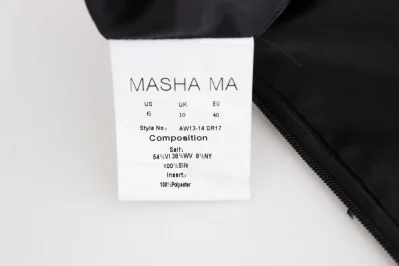 MASHA MA
US UK EU
6 10 40
Style No: AW13-14 DR17
Composition
Self:
54%VI 38%WV 8%NY
100%Silk
Insert:
100%Polyester